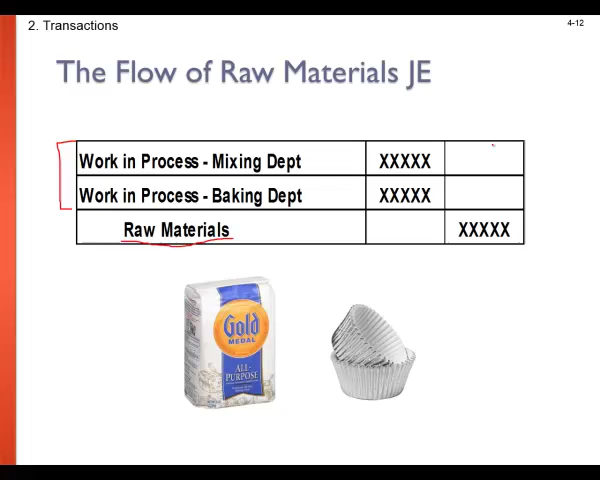 2. Transactions
4-12
The Flow of Raw Materials JE
Work in Process - Mixing Dept XXXXX
Work in Process - Baking Dept XXXXX
Raw Materials XXXXX
Gold
MEDAL
ALL-
PURPOSE